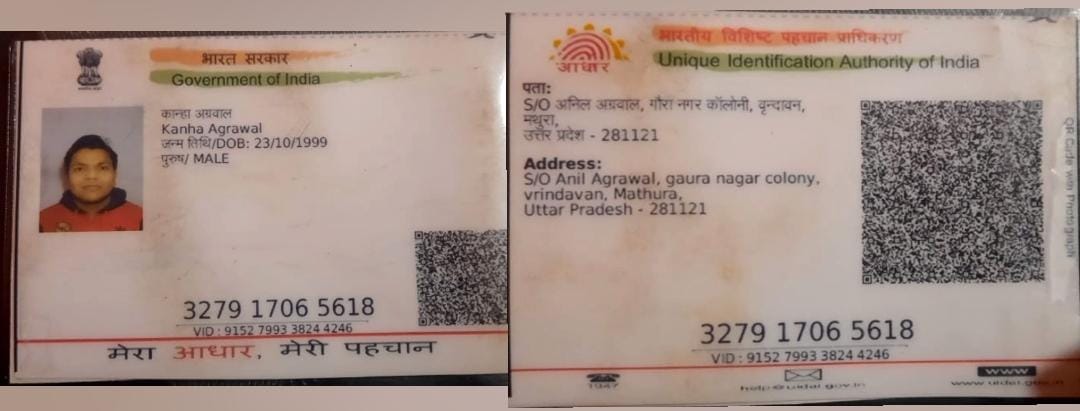 भारत सरकार
Government of India
कान्हा अग्रवाल
Kanha Agrawal
जन्म तिथि/DOB: 23/10/1999
पुरुष/ MALE
3279 1706 5618
VID : 9152 7993 3824 4246
मेरा आधार, मेरी पहचान
भारतीय विशिष्ट पहचान प्राधिकरण
आधार
Unique Identification Authority of India
पता:
S/O अनिल अग्रवाल, गौरा नगर कॉलोनी, वृन्दावन,
मथुरा,
उत्तर प्रदेश - 281121
Address:
S/O Anil Agrawal, gaura nagar colony,
vrindavan, Mathura,
Uttar Pradesh - 281121
QR Code with Photograph
3279 1706 5618
VID : 9152 7993 3824 4246
1947
help@uidai.gov.in
www
www.uidai.gov.in